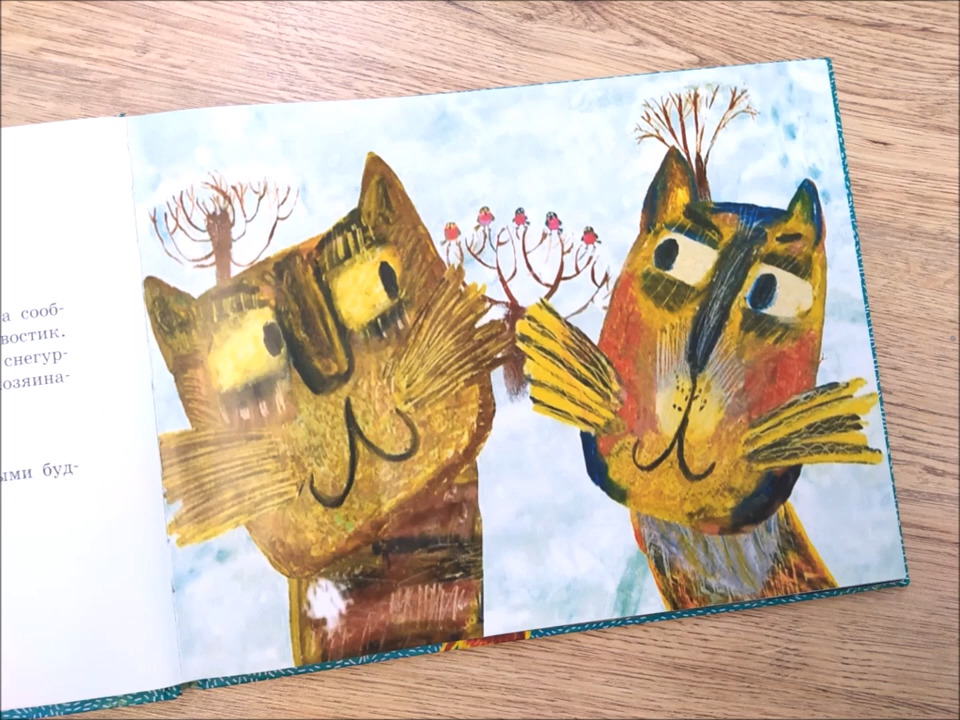 а сооб-
востик.
снегур-
озяина-
ыми буд-